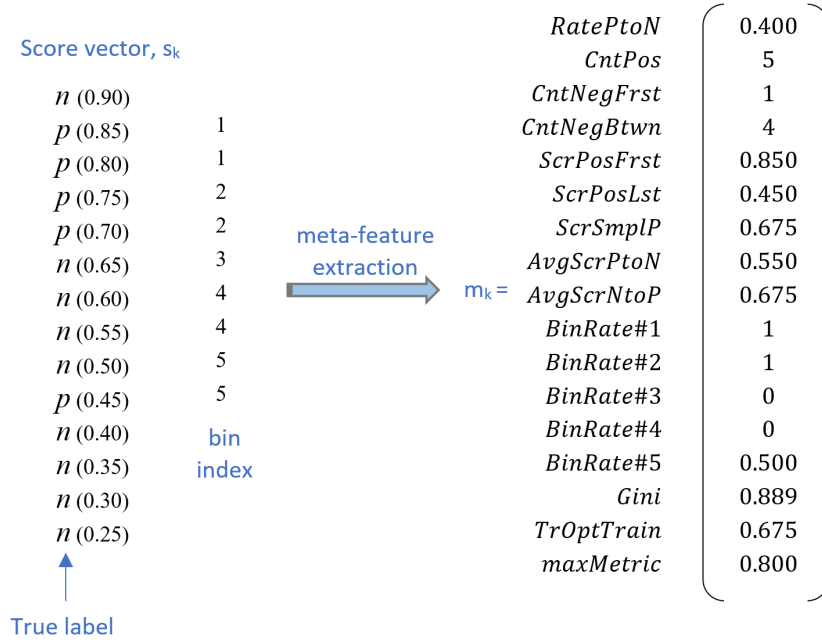 Score vector, sk
n (0.90)
p (0.85) 1
p (0.80) 1
p (0.75) 2
p (0.70) 2
n (0.65) 3
n (0.60) 4
n (0.55) 4
n (0.50) 5
p (0.45) 5
n (0.40)
n (0.35)
n (0.30)
n (0.25)
bin
index
True label
meta-feature
extraction
mk =
RatePtoN 0.400
CntPos 5
CntNegFrst 1
CntNegBtwn 4
ScrPosFrst 0.850
ScrPosLst 0.450
ScrSmplP 0.675
AvgScrPtoN 0.550
AvgScrNtoP 0.675
BinRate#1 1
BinRate#2 1
BinRate#3 0
BinRate#4 0
BinRate#5 0.500
Gini 0.889
TrOptTrain 0.675
maxMetric 0.800